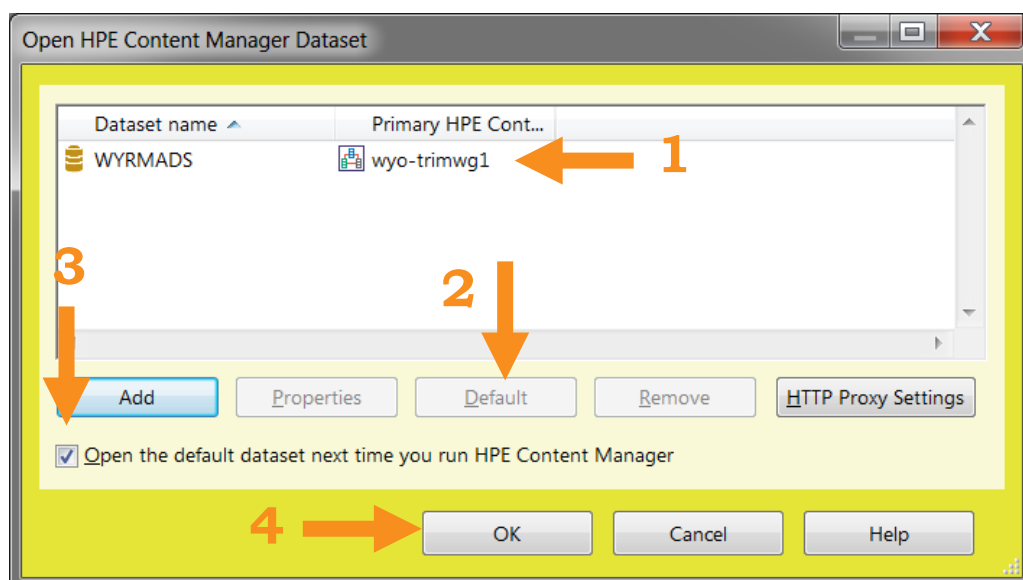 Open HPE Content Manager Dataset
X
Dataset name Primary HPE Cont...
WYRMADS wyo-trimwg1 1
3
2
Add Properties Default Remove HTTP Proxy Settings
Open the default dataset next time you run HPE Content Manager
4 OK Cancel Help